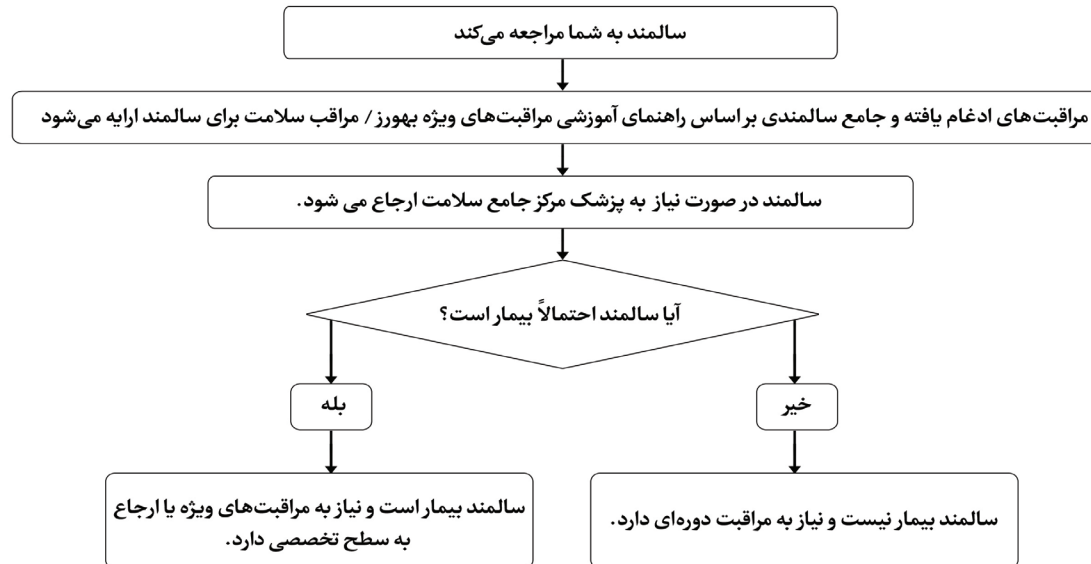 سالمند به شما مراجعه می‌کند
مراقبت‌های ادغام یافته و جامع سالمندی بر اساس راهنمای آموزشی مراقبت‌های ویژه بهورز / مراقب سلامت برای سالمند ارایه می‌شود
سالمند در صورت نیاز به پزشک مرکز جامع سلامت ارجاع می شود.
آیا سالمند احتمالاً بیمار است؟
خیر
بله
سالمند بیمار نیست و نیاز به مراقبت دوره‌ای دارد.
سالمند بیمار است و نیاز به مراقبت‌های ویژه یا ارجاع
به سطح تخصصی دارد.